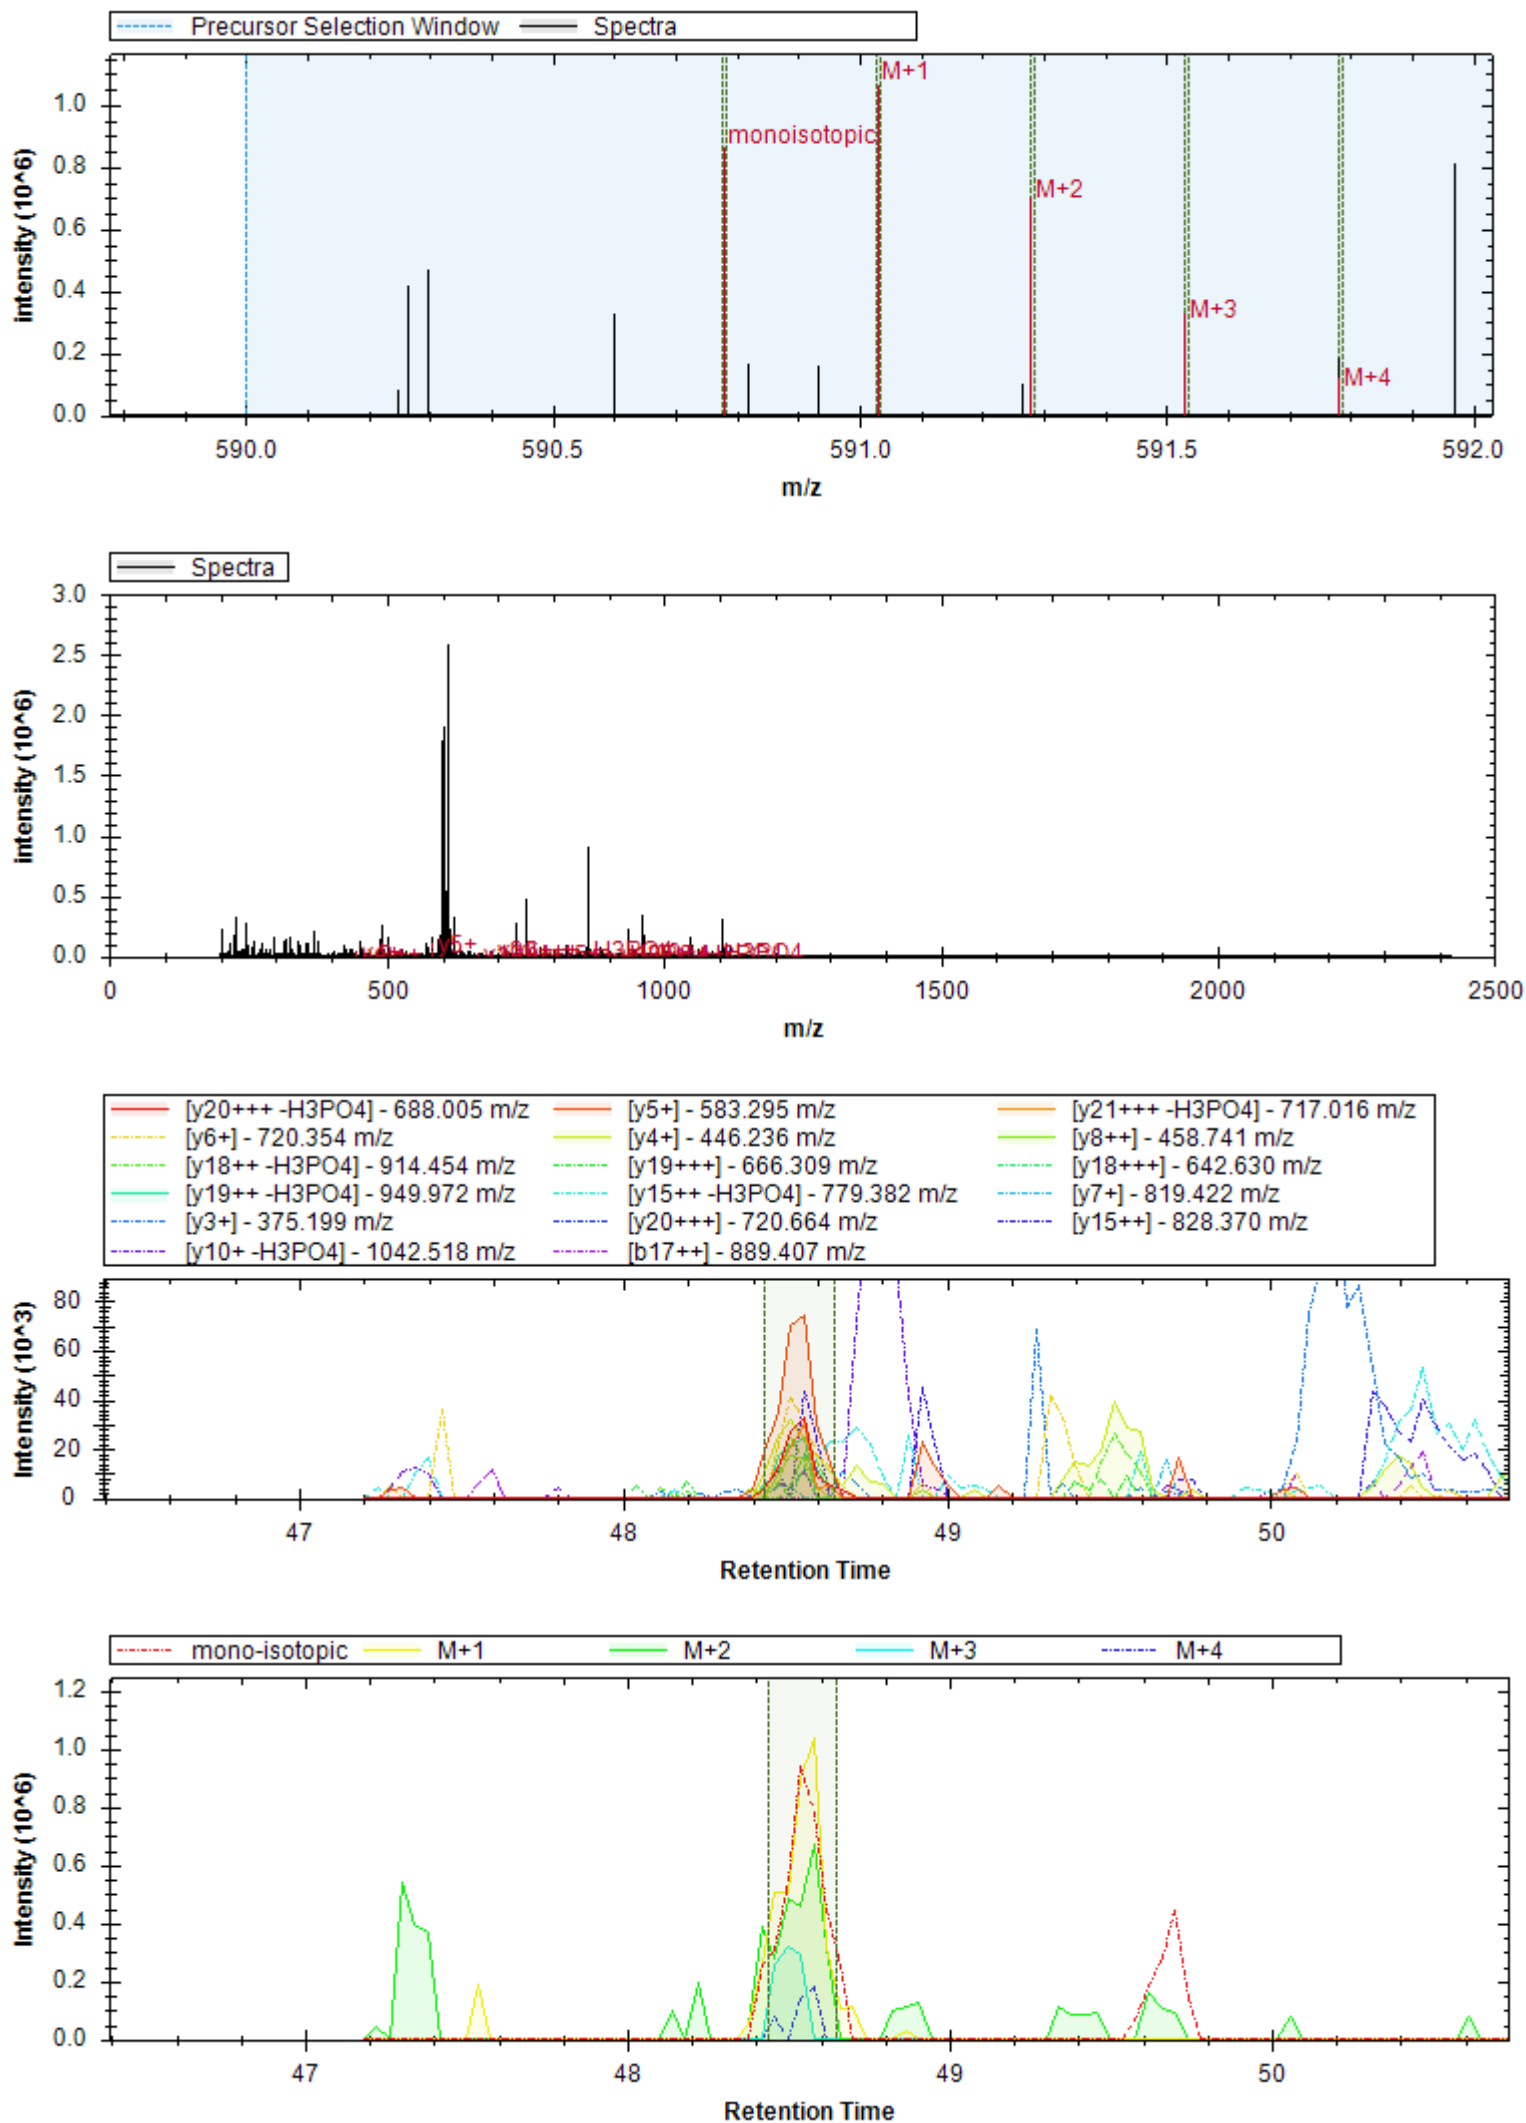 Precursor Selection Window Spectra
intensity (10^6)
1.0
0.8
0.6
0.4
0.2
0.0
M+1
monoisotopic
M+2
M+3
M+4
590.0 590.5 591.0 591.5 592.0
m/z
Spectra
intensity (10^6)
3.0
2.5
2.0
1.5
1.0
0.5
0.0
y5+
0 500 1000 1500 2000 2500
m/z
[y20+++ -H3PO4] - 688.005 m/z [y5+] - 583.295 m/z [y21+++ -H3PO4] - 717.016 m/z
[y6+] - 720.354 m/z [y4+] - 446.236 m/z [y8++] - 458.741 m/z
[y18++ -H3PO4] - 914.454 m/z [y19+++] - 666.309 m/z [y18+++] - 642.630 m/z
[y19++ -H3PO4] - 949.972 m/z [y15++ -H3PO4] - 779.382 m/z [y7+] - 819.422 m/z
[y3+] - 375.199 m/z [y20+++] - 720.664 m/z [y15++] - 828.370 m/z
[y10+ -H3PO4] - 1042.518 m/z [b17++] - 889.407 m/z
Intensity (10^3)
80
60
40
20
0
47 48 49 50
Retention Time
mono-isotopic M+1 M+2 M+3 M+4
Intensity (10^6)
1.2
1.0
0.8
0.6
0.4
0.2
0.0
47 48 49 50
Retention Time